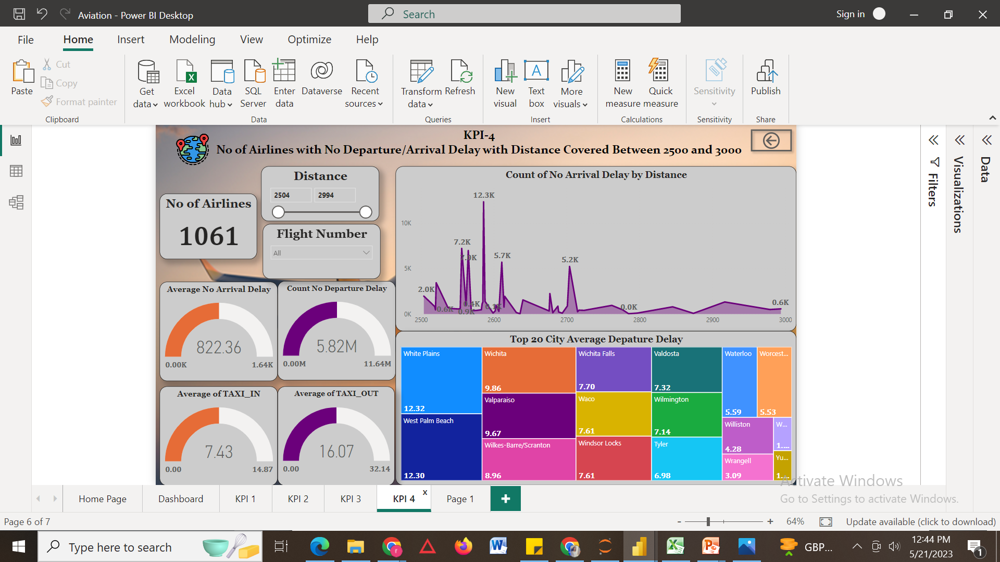 Aviation - Power BI Desktop
Search
Sign in
File Home Insert Modeling View Optimize Help
Paste
Cut
Copy
Format painter
Clipboard
Get data
Excel workbook
Data hub
SQL Server
Enter data
Dataverse
Recent sources
Data
Transform data
Refresh
Queries
New visual
Text box
More visuals
Insert
New measure
Quick measure
Calculations
Sensitivity
Sensitivity
Publish
Share
KPI-4
No of Airlines with No Departure/Arrival Delay with Distance Covered Between 2500 and 3000
No of Airlines
1061
Distance
2504 2994
Flight Number
All
Average No Arrival Delay
822.36
0.00K 1.64K
Count No Departure Delay
5.82M
0.00M 11.64M
Average of TAXI_IN
7.43
0.00 14.87
Average of TAXI_OUT
16.07
0.00 32.14
Count of No Arrival Delay by Distance
12.3K
10K
7.2K
7.0K
5.7K
5.2K
5K
2.0K
0.6K
0.4K
0.9K
0.1K
0.0K
0.6K
0K
2500 2600 2700 2800 2900 3000
Top 20 City Average Depature Delay
White Plains
12.32
West Palm Beach
12.30
Wichita
9.86
Valparaiso
9.67
Wilkes-Barre/Scranton
8.96
Wichita Falls
7.70
Waco
7.61
Windsor Locks
7.61
Valdosta
7.32
Wilmington
7.14
Tyler
6.98
Waterloo
5.59
Worcest...
5.53
Williston
4.28
Wrangell
3.09
W...
1....
Yu...
1....
Filters
Visualizations
Data
Activate Windows
Go to Settings to activate Windows.
Home Page Dashboard KPI 1 KPI 2 KPI 3 KPI 4 x Page 1 +
Page 6 of 7
- + 64%
Update available (click to download)
Type here to search
GBP...
12:44 PM
5/21/2023
1